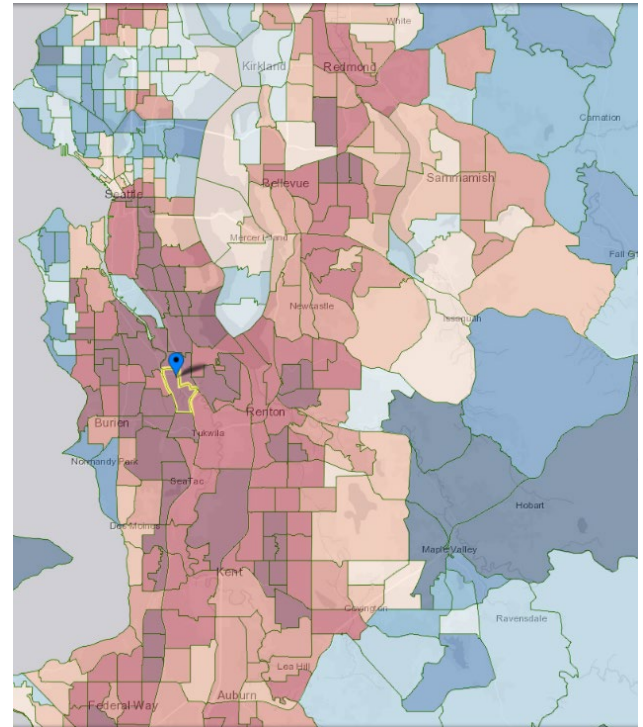 White
Kirkland
Redmond
Carnation
Seattle
Bellevue
Sammamish
Mercer Island
Fall
Newcastle
Issaquah
Renton
Burien
Tukwila
Normandy Park
SeaTac
Hobart
Des Moines
Maple Valley
Kent
Covington
Ravensdale
Lea Hill
Auburn
Federal Way